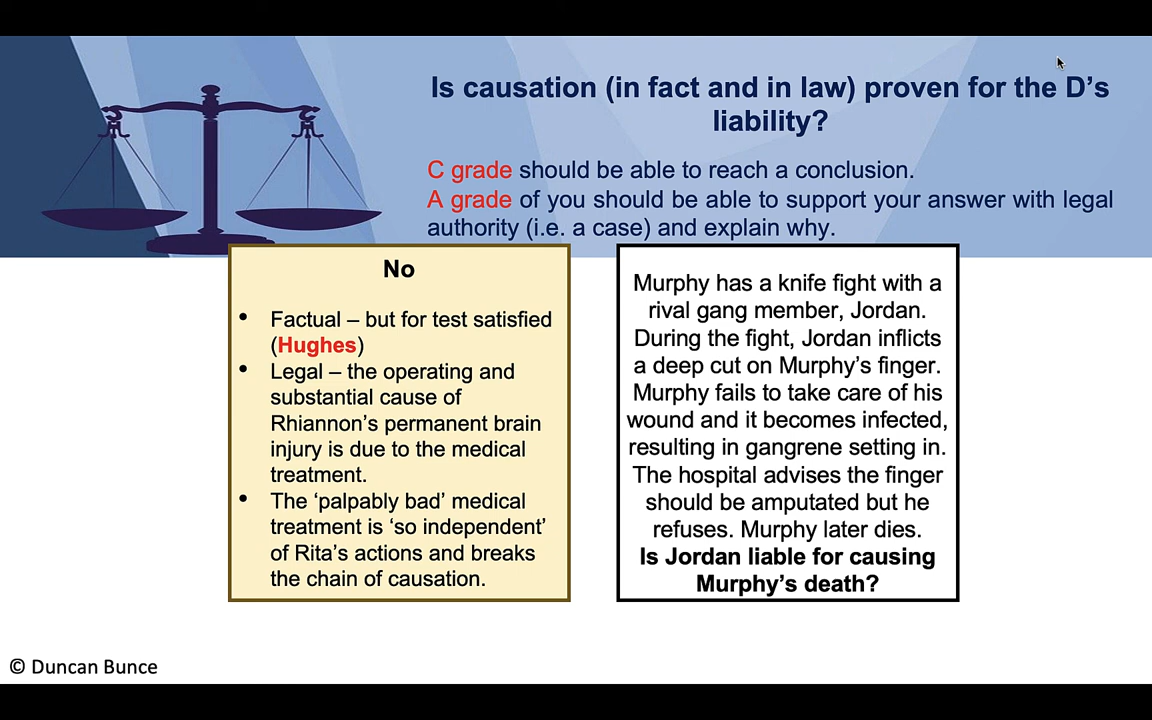 Is causation (in fact and in law) proven for the D’s
liability?
C grade should be able to reach a conclusion.
A grade of you should be able to support your answer with legal
authority (i.e. a case) and explain why.
No
• Factual – but for test satisfied
(Hughes)
• Legal – the operating and
substantial cause of
Rhiannon’s permanent brain
injury is due to the medical
treatment.
• The ‘palpably bad’ medical
treatment is ‘so independent’
of Rita’s actions and breaks
the chain of causation.
Murphy has a knife fight with a
rival gang member, Jordan.
During the fight, Jordan inflicts
a deep cut on Murphy’s finger.
Murphy fails to take care of his
wound and it becomes infected,
resulting in gangrene setting in.
The hospital advises the finger
should be amputated but he
refuses. Murphy later dies.
Is Jordan liable for causing
Murphy’s death?
© Duncan Bunce